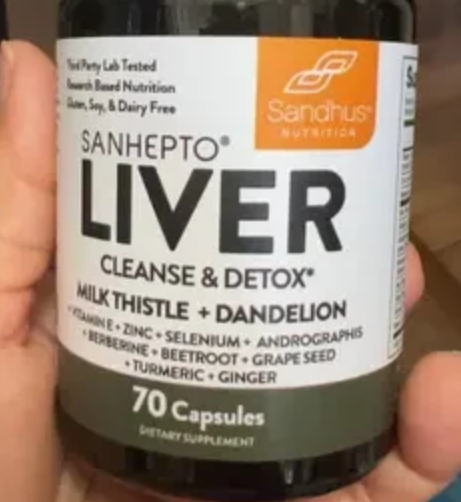 Third Party Lab Tested
Research Based Nutrition
Gluten, Soy, & Dairy Free
Sandhus®
NUTRITION
SANHEPTO®
LIVER
CLEANSE & DETOX*
MILK THISTLE + DANDELION
+ VITAMIN E + ZINC + SELENIUM + ANDROGRAPHIS
+ BERBERINE + BEETROOT + GRAPE SEED
+ TURMERIC + GINGER
70 Capsules
DIETARY SUPPLEMENT